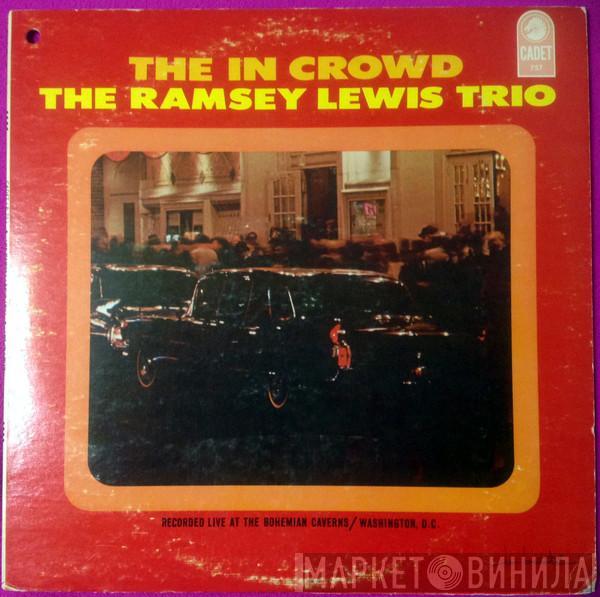 THE IN CROWD
THE RAMSEY LEWIS TRIO
CADET
757
RECORDED LIVE AT THE BOHEMIAN CAVERNS/WASHINGTON, D.C.
МАРКЕТ ВИНИЛА